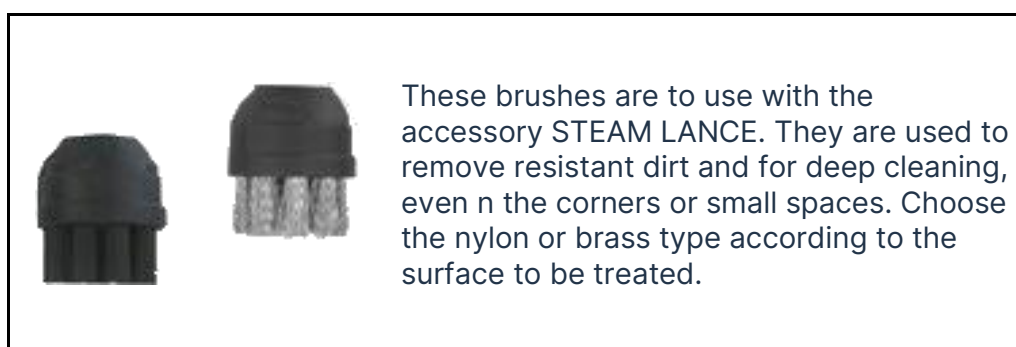 These brushes are to use with the
accessory STEAM LANCE. They are used to
remove resistant dirt and for deep cleaning,
even n the corners or small spaces. Choose
the nylon or brass type according to the
surface to be treated.